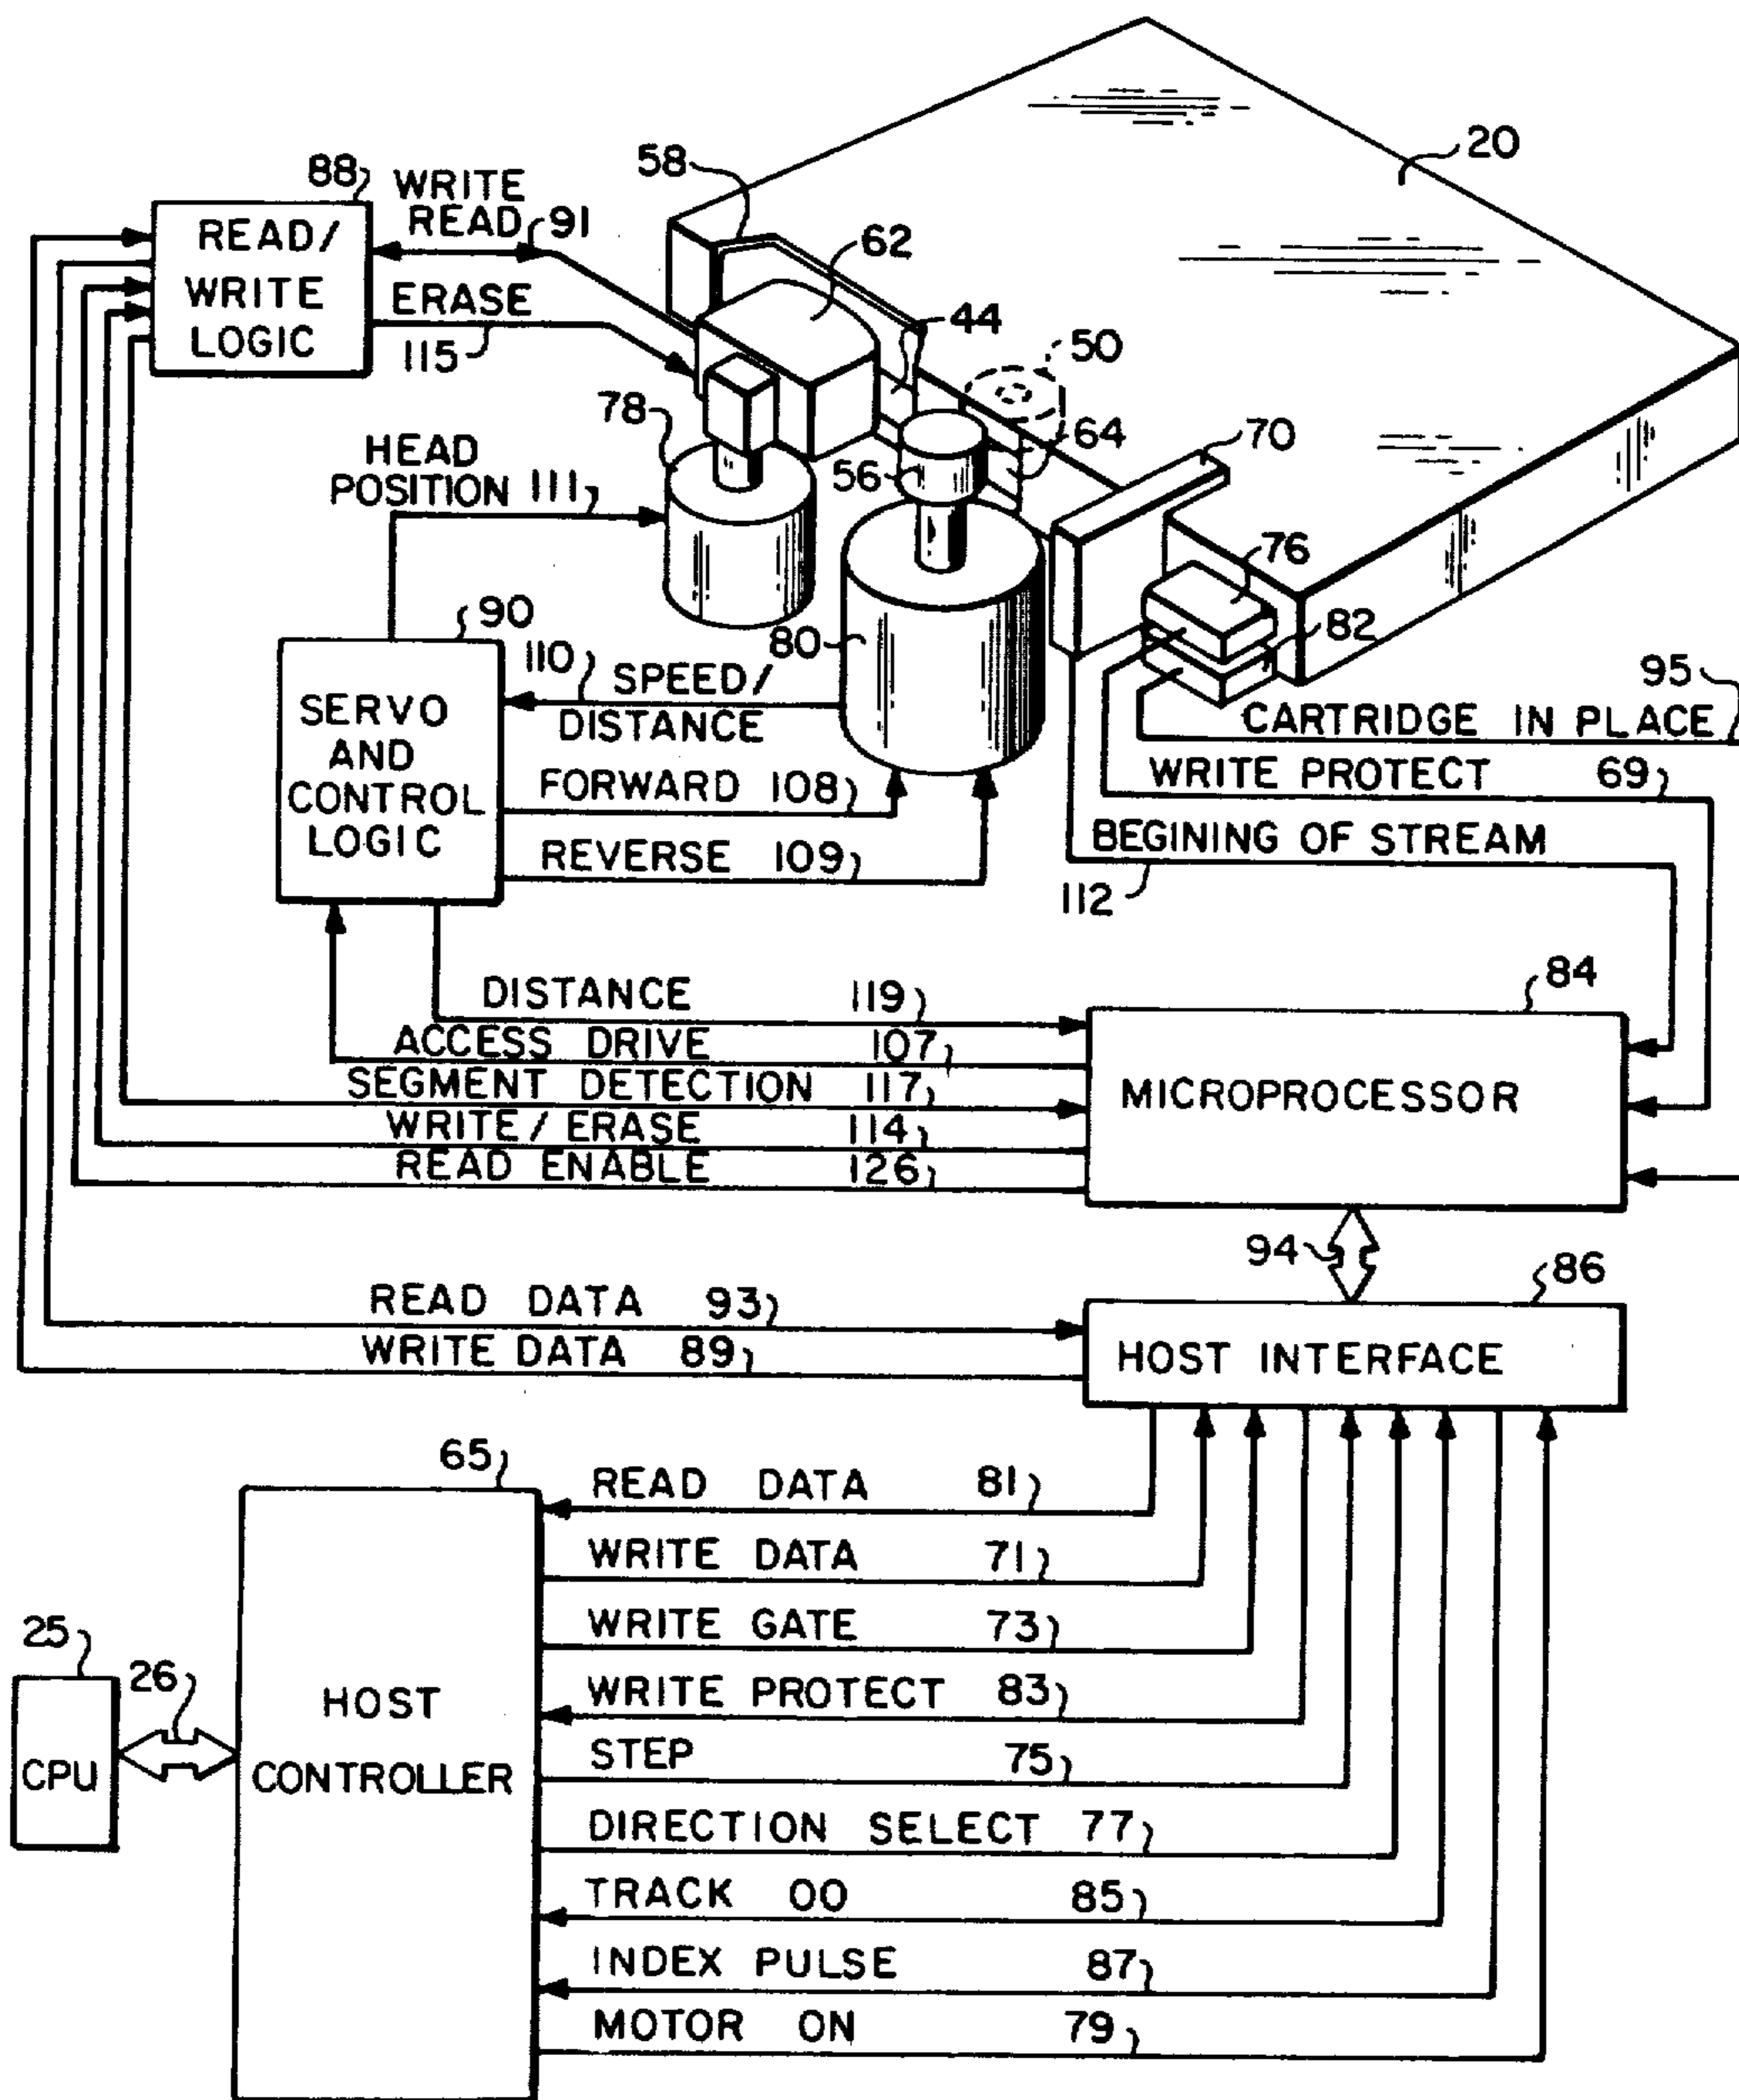 20
58
88
WRITE
READ
91
62
READ/
WRITE
LOGIC
ERASE
115
44
50
78
64
70
HEAD
POSITION 111
56
76
90
110
80
82
SPEED/
DISTANCE
95
SERVO
AND
CONTROL
LOGIC
CARTRIDGE IN PLACE
FORWARD 108
WRITE PROTECT 69
REVERSE 109
BEGINING OF STREAM
112
84
DISTANCE 119
ACCESS DRIVE 107
SEGMENT DETECTION 117
MICROPROCESSOR
WRITE/ERASE 114
READ ENABLE 126
94
86
READ DATA 93
WRITE DATA 89
HOST INTERFACE
65
READ DATA 81
WRITE DATA 71
25
26
WRITE GATE 73
HOST
CONTROLLER
WRITE PROTECT 83
CPU
STEP 75
DIRECTION SELECT 77
TRACK 00 85
INDEX PULSE 87
MOTOR ON 79